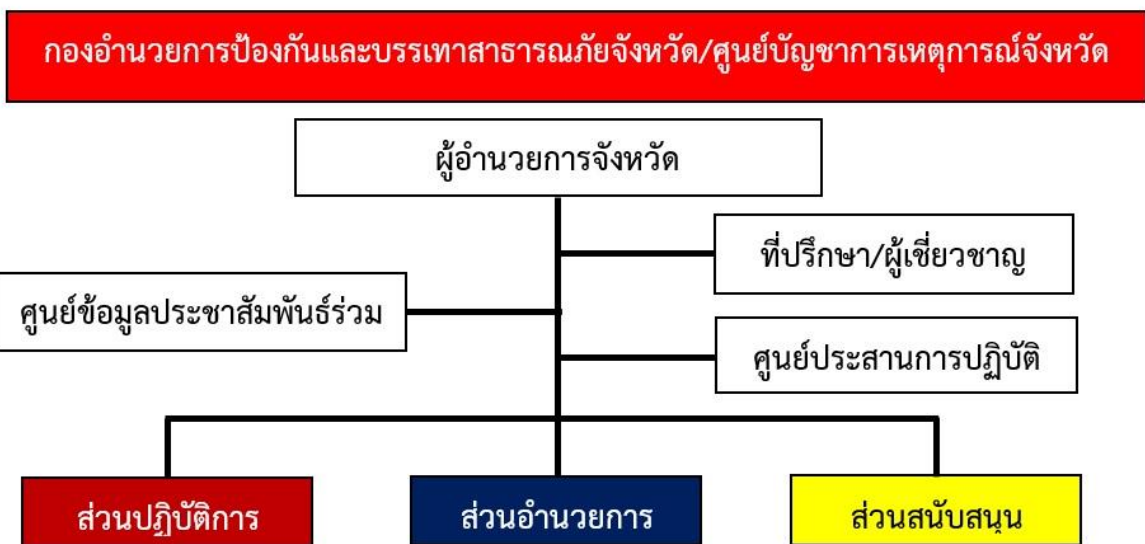 กองอำนวยการป้องกันและบรรเทาสาธารณภัยจังหวัด/ศูนย์บัญชาการเหตุการณ์จังหวัด
ผู้อำนวยการจังหวัด
ที่ปรึกษา/ผู้เชี่ยวชาญ
ศูนย์ข้อมูลประชาสัมพันธ์ร่วม
ศูนย์ประสานการปฏิบัติ
ส่วนปฏิบัติการ
ส่วนอำนวยการ
ส่วนสนับสนุน